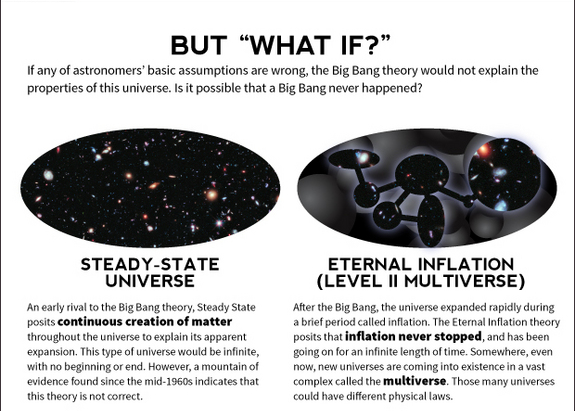 BUT “WHAT IF?”
If any of astronomers’ basic assumptions are wrong, the Big Bang theory would not explain the
properties of this universe. Is it possible that a Big Bang never happened?
STEADY-STATE
UNIVERSE
An early rival to the Big Bang theory, Steady State
posits continuous creation of matter
throughout the universe to explain its apparent
expansion. This type of universe would be infinite,
with no beginning or end. However, a mountain of
evidence found since the mid-1960s indicates that
this theory is not correct.
ETERNAL INFLATION
(LEVEL II MULTIVERSE)
After the Big Bang, the universe expanded rapidly during
a brief period called inflation. The Eternal Inflation theory
posits that inflation never stopped, and has been
going on for an infinite length of time. Somewhere, even
now, new universes are coming into existence in a vast
complex called the multiverse. Those many universes
could have different physical laws.